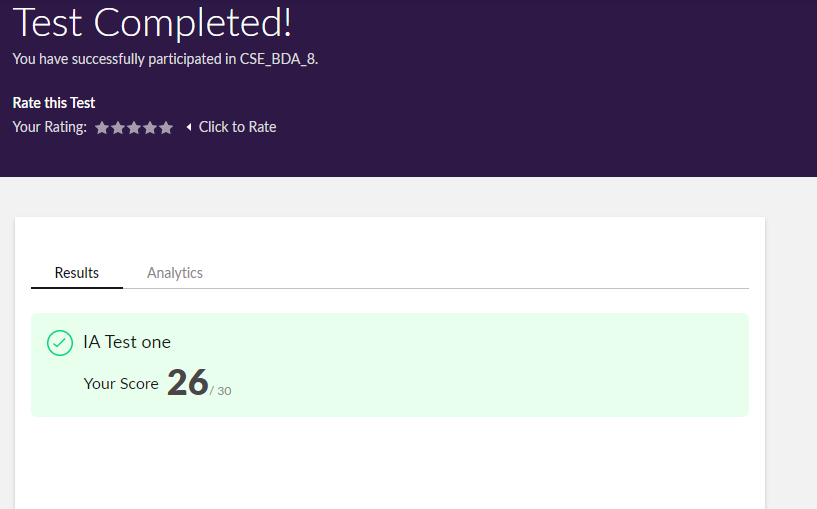 Test Completed!
You have successfully participated in CSE_BDA_8.
Rate this Test
Your Rating: Click to Rate
Results Analytics
IA Test one
Your Score 26 / 30